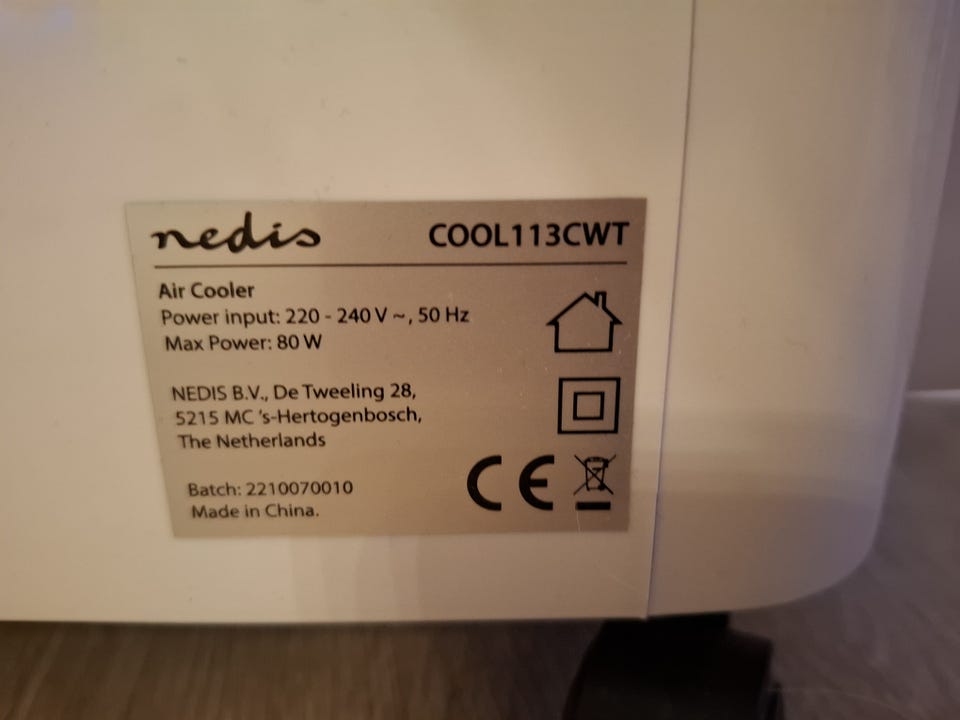 nedis COOL113CWT
Air Cooler
Power input: 220 - 240 V ~, 50 Hz
Max Power: 80 W
NEDIS B.V., De Tweeling 28,
5215 MC 's-Hertogenbosch,
The Netherlands
Batch: 2210070010
Made in China.
CE